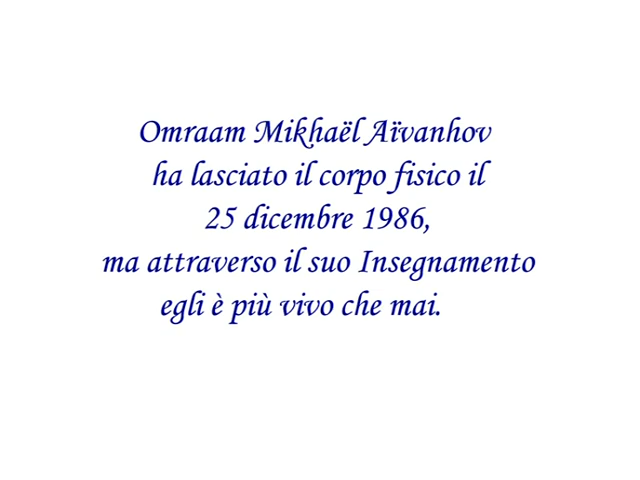 Omraam Mikhaël Aïvanhov
ha lasciato il corpo fisico il
25 dicembre 1986,
ma attraverso il suo Insegnamento
egli è più vivo che mai.